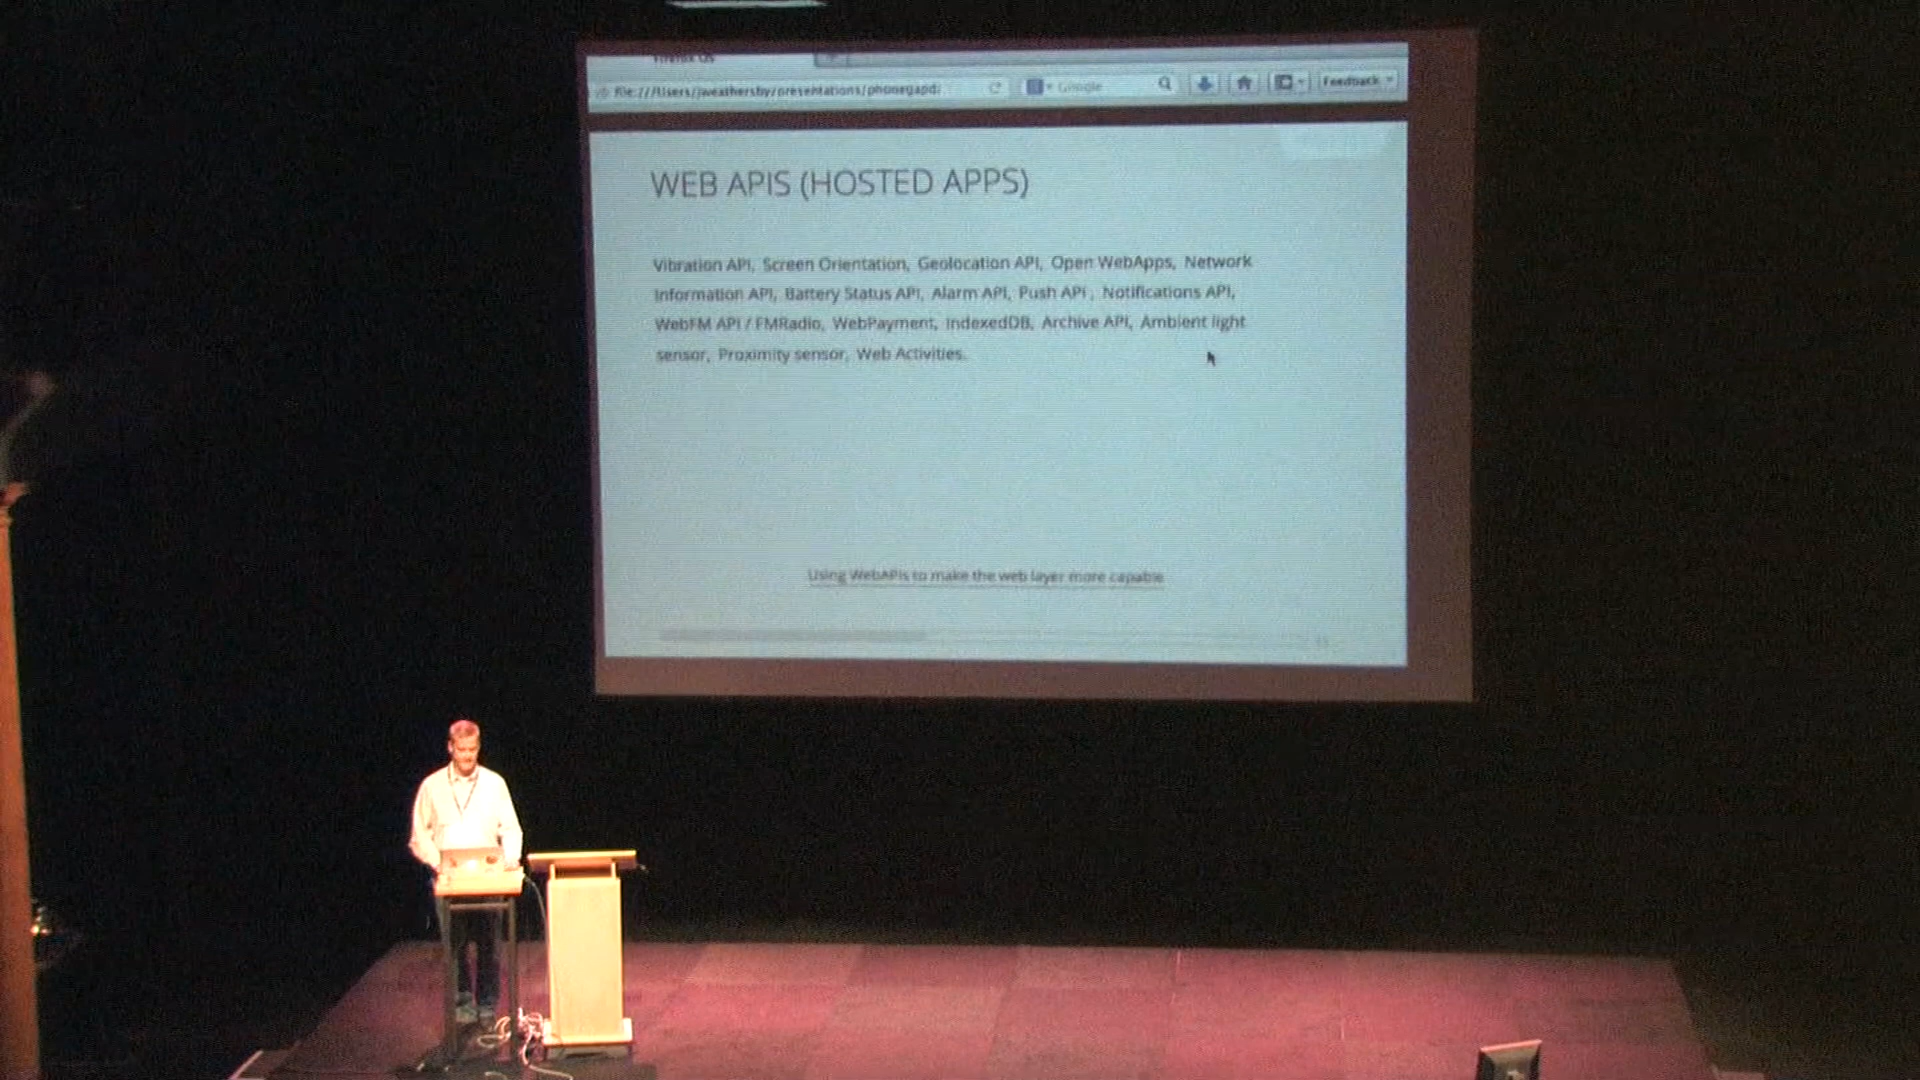 Firefox OS
file:///Users/jweathersby/presentations/phonegapd/
Google
Feedback
WEB APIS (HOSTED APPS)
Vibration API, Screen Orientation, Geolocation API, Open WebApps, Network
Information API, Battery Status API, Alarm API, Push API, Notifications API,
WebFM API / FMRadio, WebPayment, IndexedDB, Archive API, Ambient light
sensor, Proximity sensor, Web Activities.
Using WebAPIs to make the web layer more capable